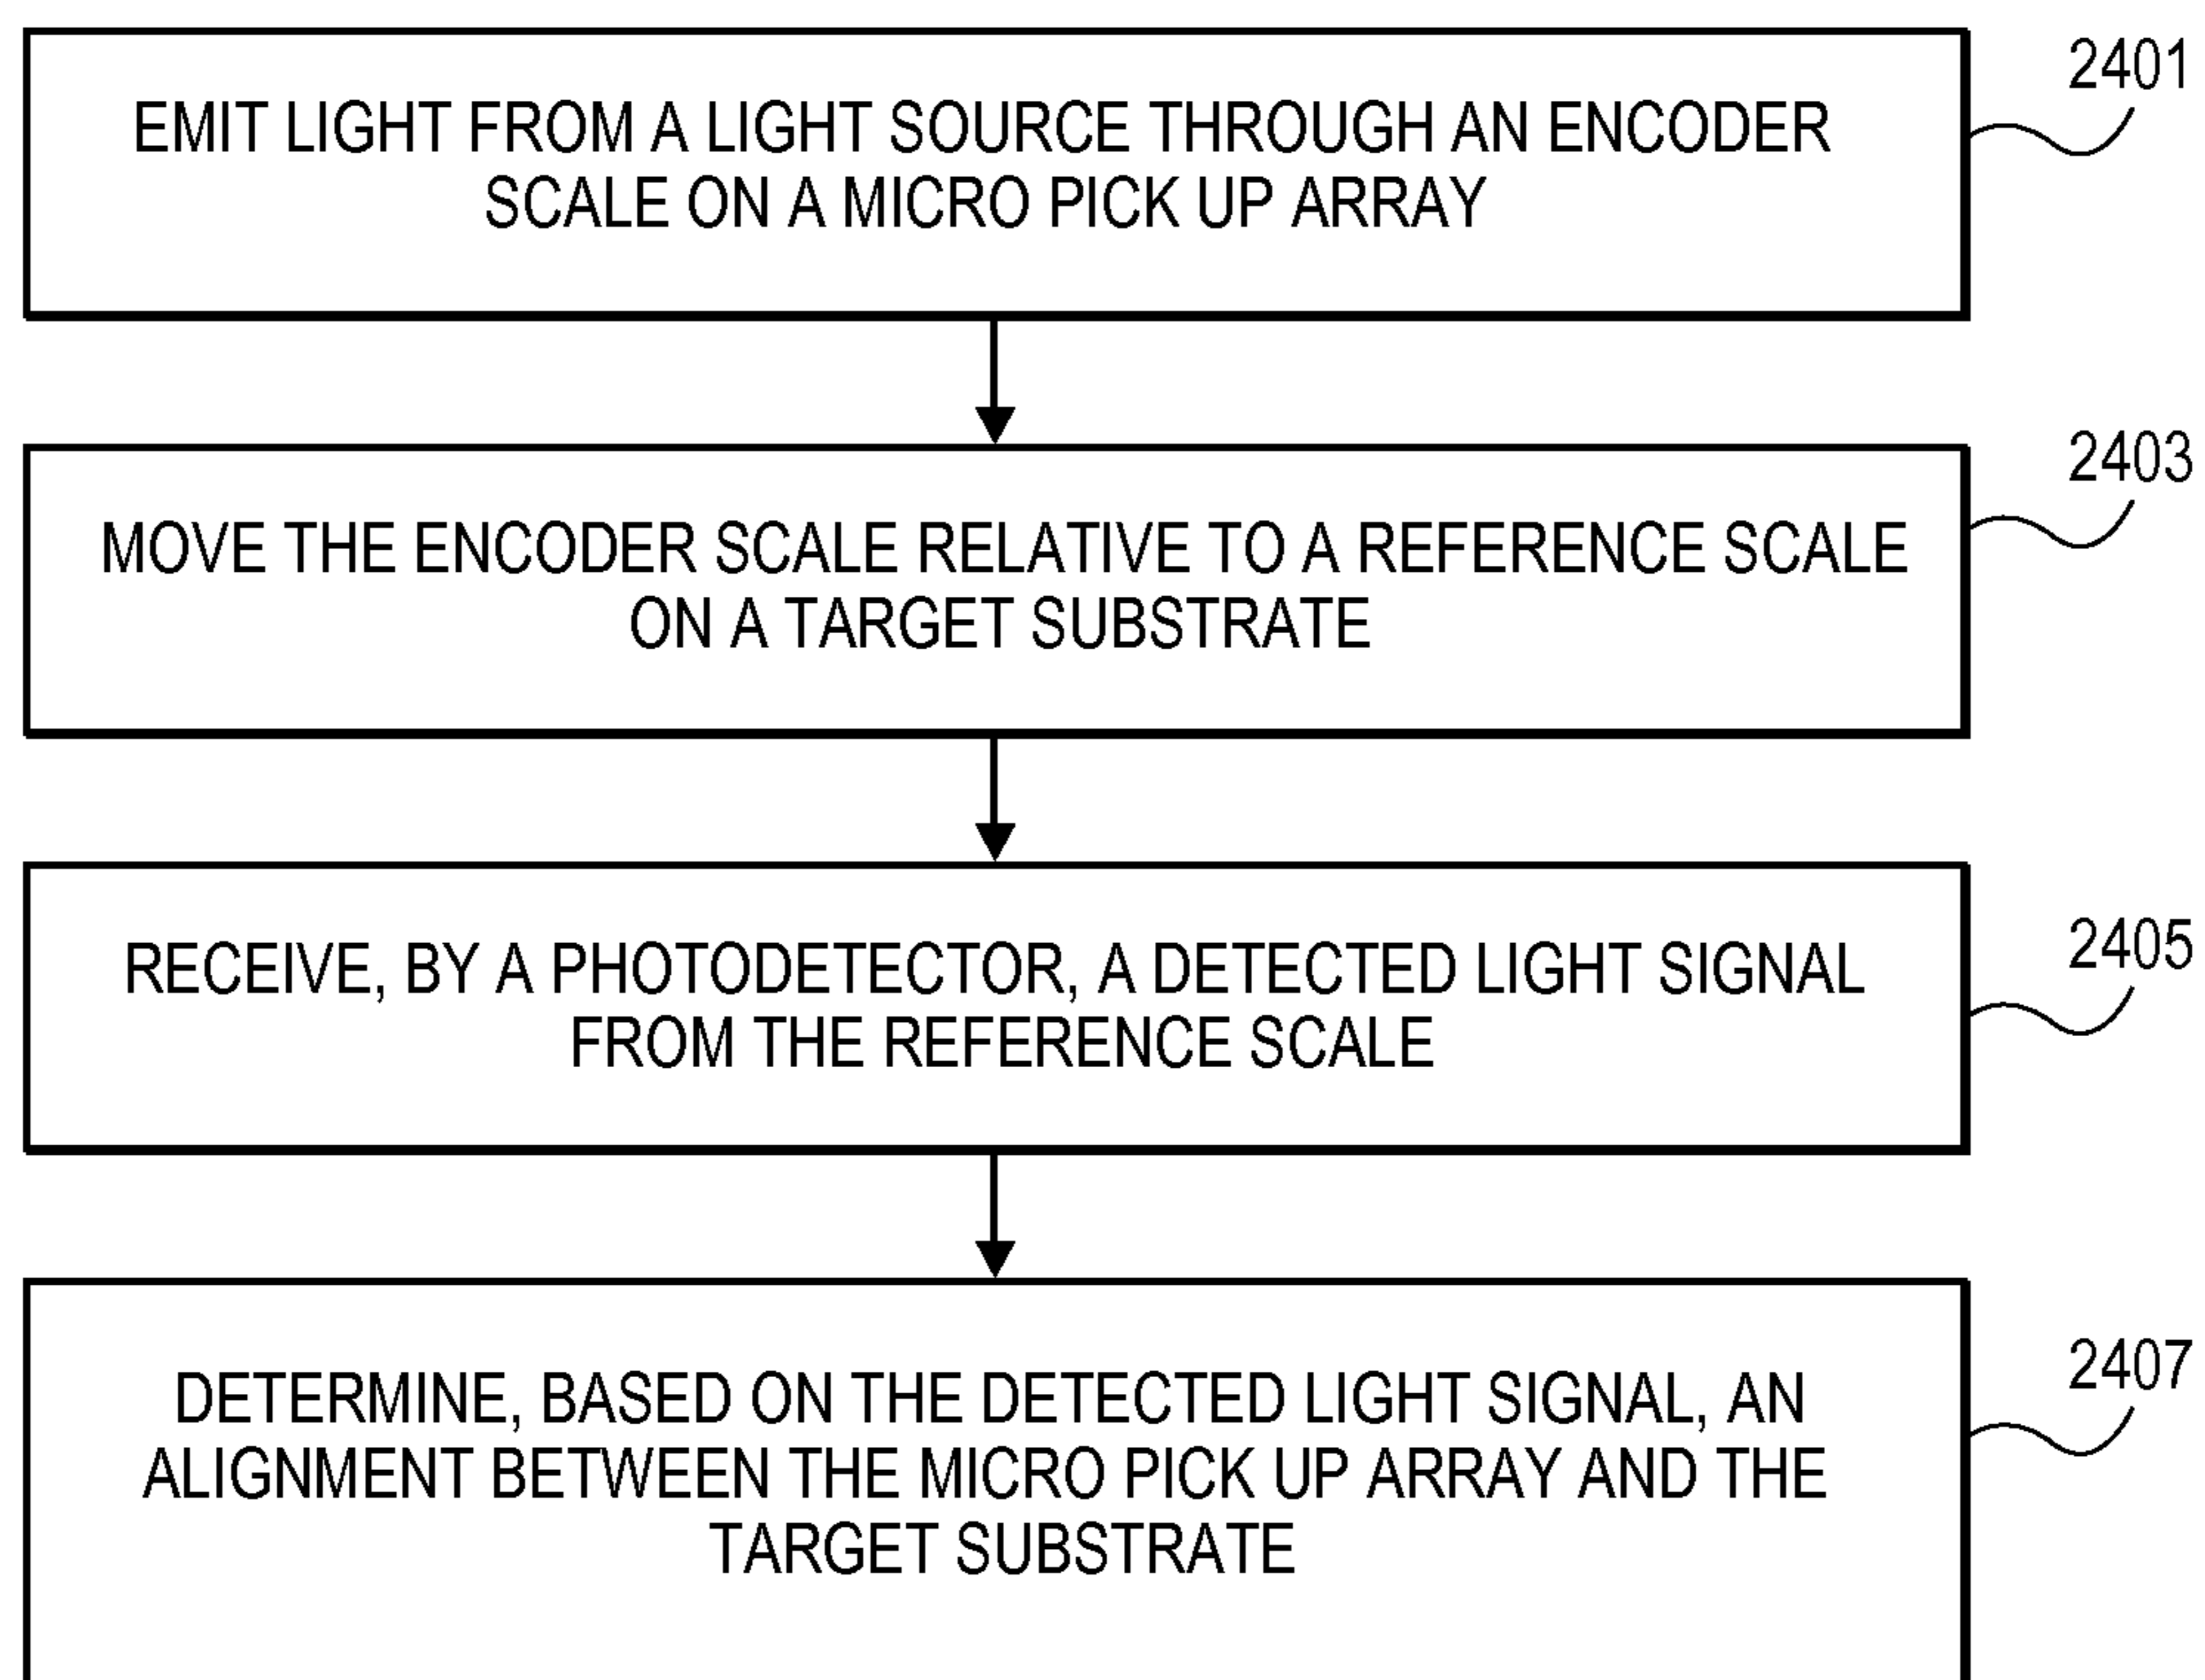 2401
EMIT LIGHT FROM A LIGHT SOURCE THROUGH AN ENCODER
SCALE ON A MICRO PICK UP ARRAY
2403
MOVE THE ENCODER SCALE RELATIVE TO A REFERENCE SCALE
ON A TARGET SUBSTRATE
2405
RECEIVE, BY A PHOTODETECTOR, A DETECTED LIGHT SIGNAL
FROM THE REFERENCE SCALE
2407
DETERMINE, BASED ON THE DETECTED LIGHT SIGNAL, AN
ALIGNMENT BETWEEN THE MICRO PICK UP ARRAY AND THE
TARGET SUBSTRATE